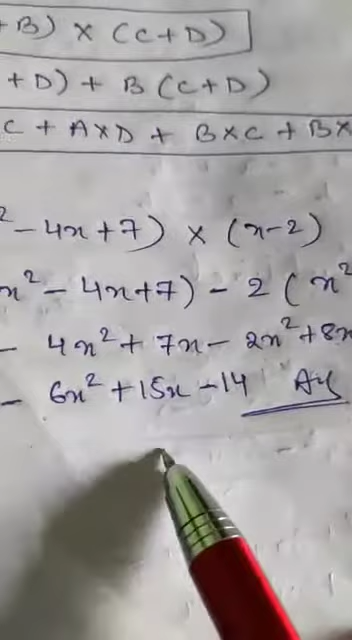 + B) × (C+D)
+ D) + B (C+D)
C + A×D + B×C + B×
² - 4x + 7) × (x-2)
x² - 4x+7) - 2 ( x²
- 4x² + 7x - 2x² + 8x
- 6x² + 15x - 14 Ans